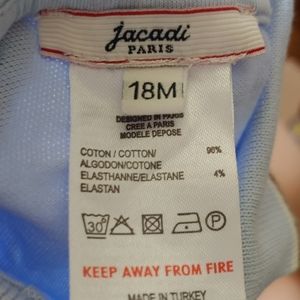 jacadi
PARIS
18M
DESIGNED IN PARIS
CREE A PARIS
MODELE DEPOSE
COTON / COTTON/ 96%
ALGODON/COTONE
ELASTHANNE/ELASTANE 4%
ELASTAN
30°
KEEP AWAY FROM FIRE
MADE IN TURKEY